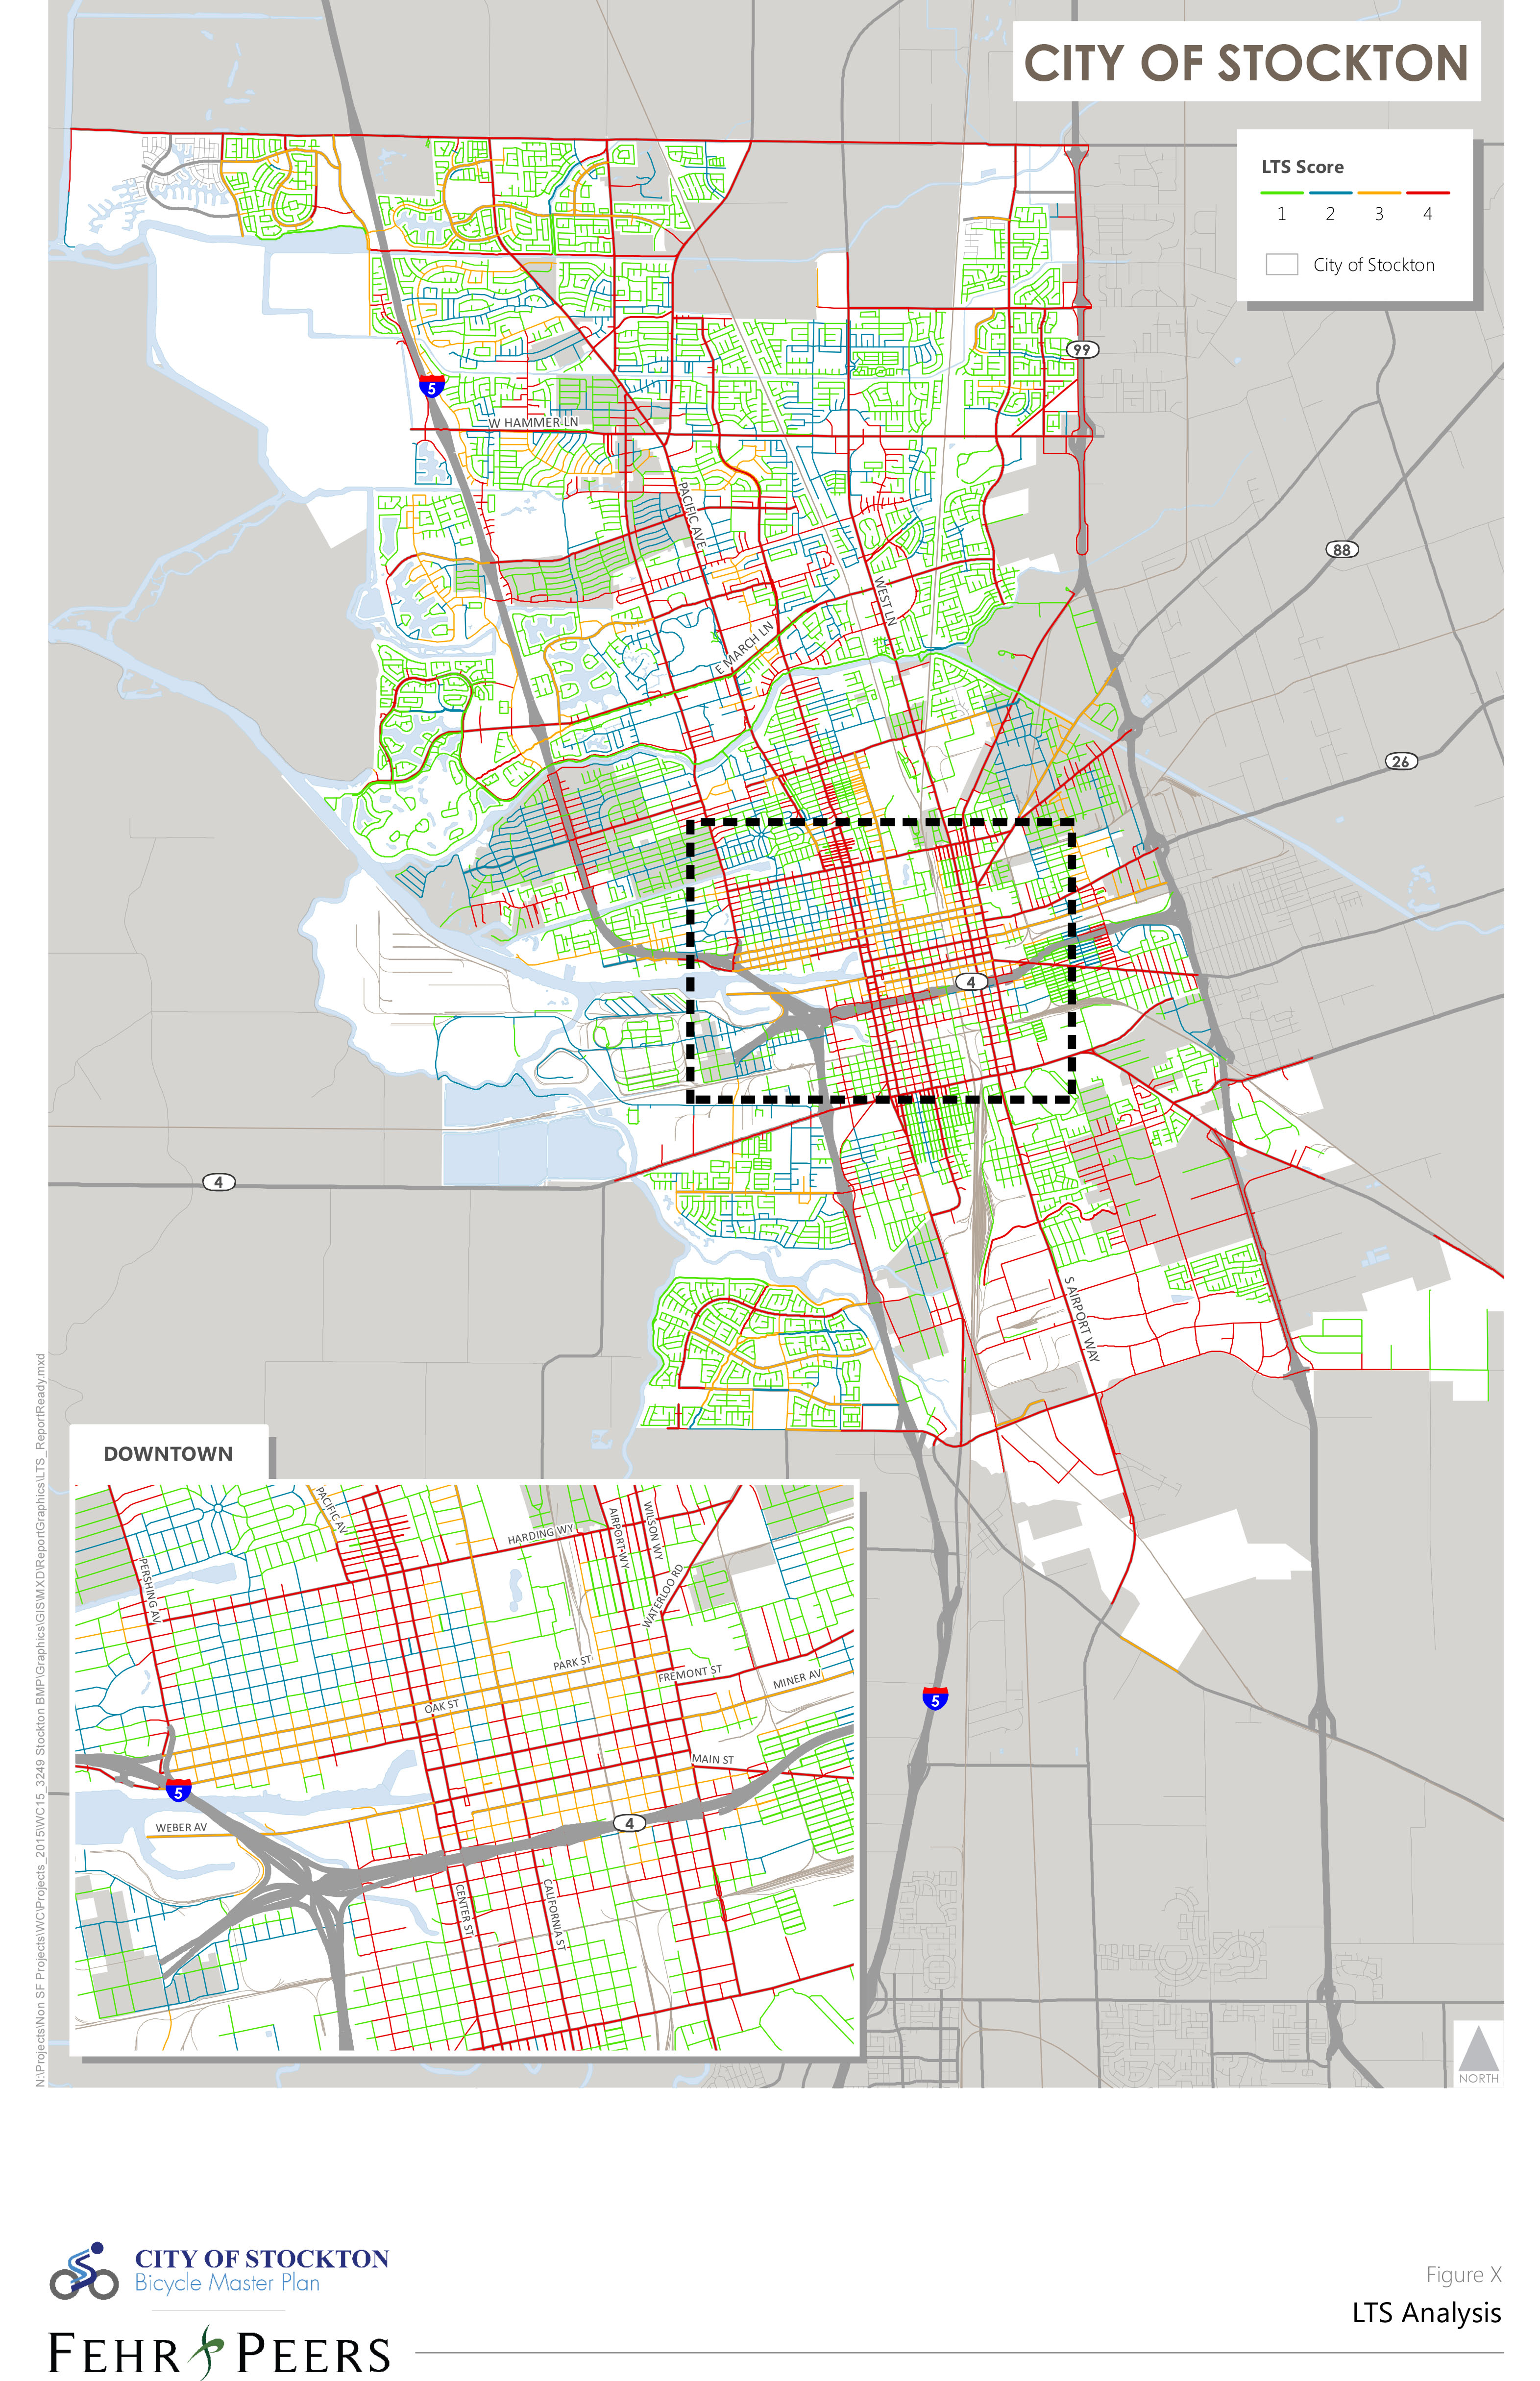 CITY OF STOCKTON
LTS Score
1 2 3 4
City of Stockton
99
5
W HAMMER LN
PACIFIC AVE
88
WEST LN
E MARCH LN
26
4
4
S AIRPORT WAY
DOWNTOWN
PACIFIC AV
HARDING WY
AIRPORT WY
WILSON WY
PERSHING AV
WATERLOO RD
PARK ST
FREMONT ST
MINER AV
OAK ST
MAIN ST
5
4
WEBER AV
CENTER ST
CALIFORNIA ST
5
NORTH
N:\Projects\Non SF Projects\WC\Projects_2015\WC15_3249 Stockton BMP\Graphics\GIS\MXD\ReportGraphics\LTS_ReportReady.mxd
CITY OF STOCKTON
Bicycle Master Plan
FEHR PEERS
Figure X
LTS Analysis